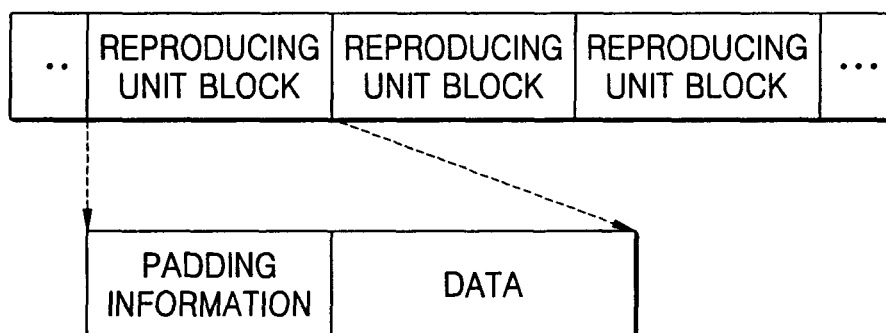 .. REPRODUCING REPRODUCING REPRODUCING ...
UNIT BLOCK UNIT BLOCK UNIT BLOCK
PADDING
INFORMATION DATA